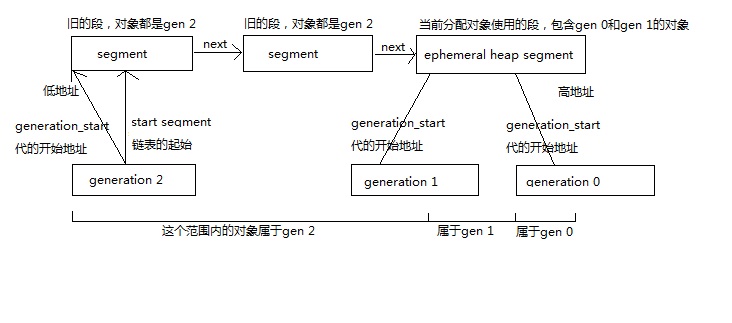 旧的段，对象都是gen 2
旧的段，对象都是gen 2
当前分配对象使用的段，包含gen 0和gen 1的对象
segment
next
segment
next
ephemeral heap segment
低地址
高地址
generation_start
代的开始地址
start segment
链表的起始
generation_start
代的开始地址
generation_start
代的开始地址
generation 2
generation 1
generation 0
这个范围内的对象属于gen 2
属于gen 1
属于gen 0